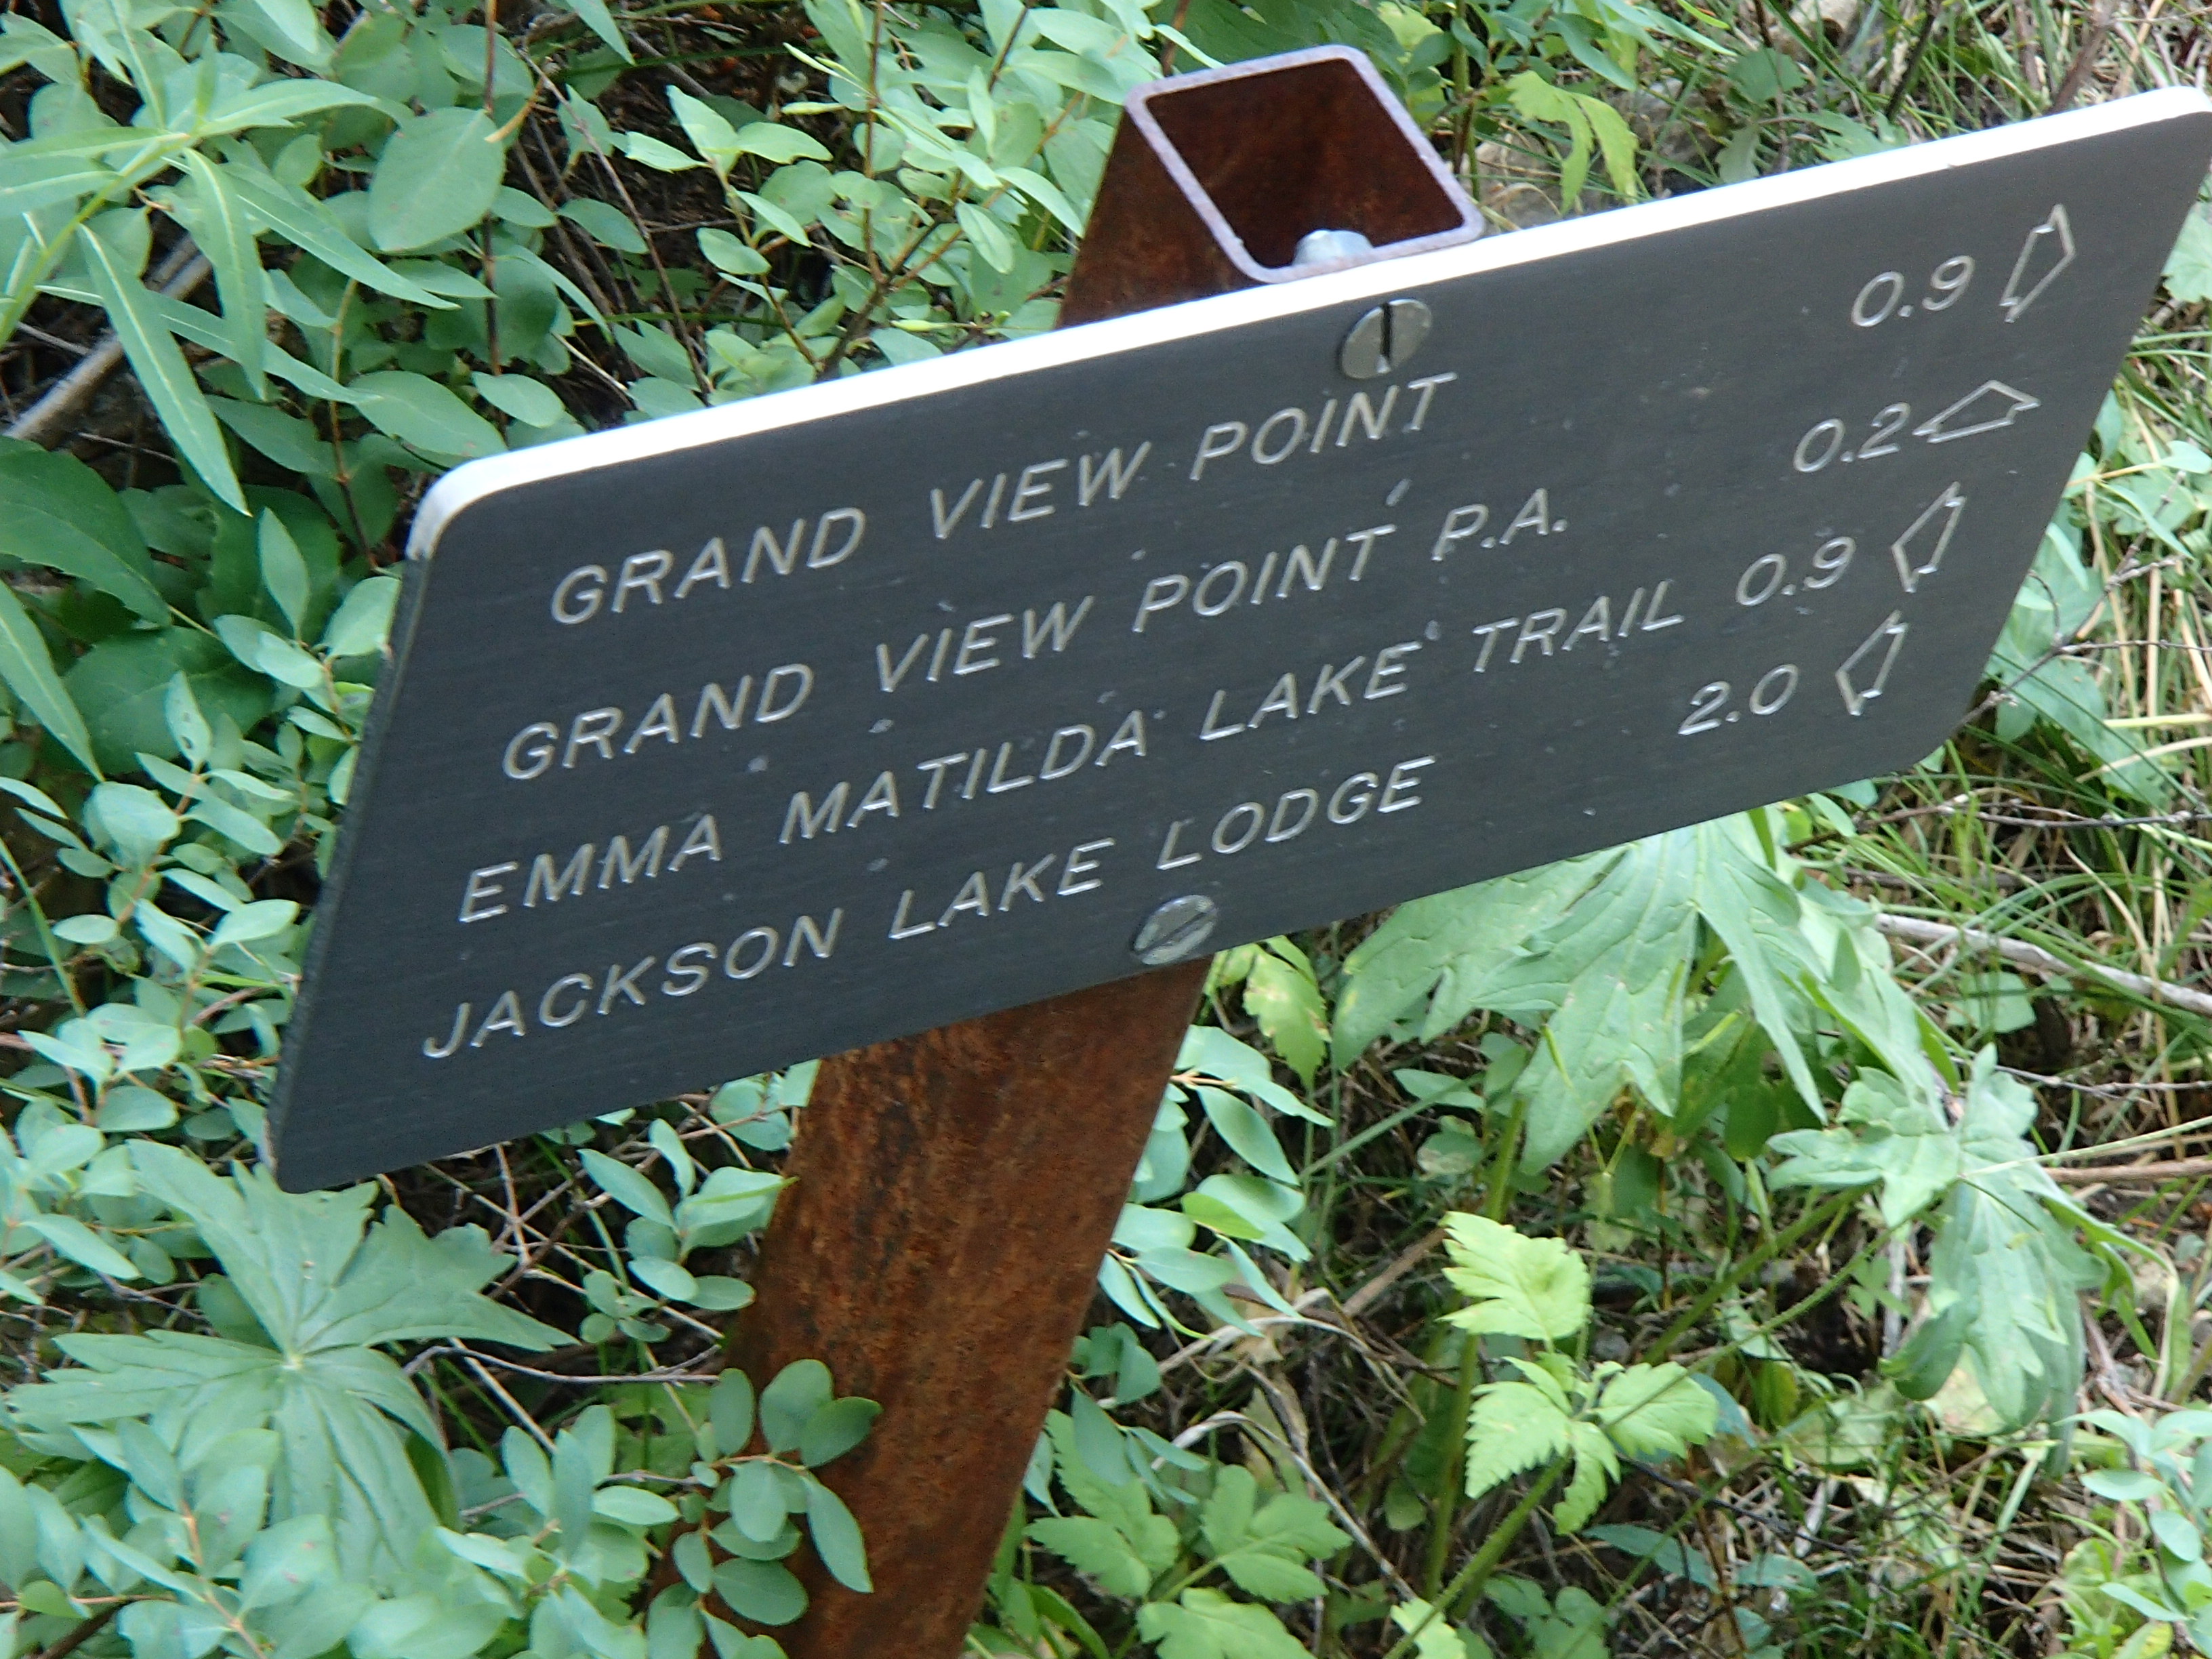 GRAND VIEW POINT 0.9
GRAND VIEW POINT P.A. 0.2
EMMA MATILDA LAKE TRAIL 0.9
JACKSON LAKE LODGE 2.0